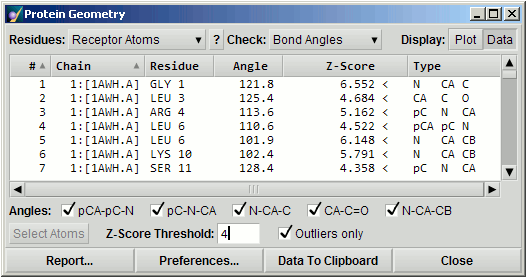 Protein Geometry
Residues: Receptor Atoms ? Check: Bond Angles Display: Plot Data
# Chain Residue Angle Z-Score Type
1 1:[1AWH.A] GLY 1 121.8 6.552 < N CA C
2 1:[1AWH.A] LEU 3 125.4 4.684 < CA C O
3 1:[1AWH.A] ARG 4 113.6 5.162 < pC N CA
4 1:[1AWH.A] LEU 6 110.6 4.522 < pCA pC N
5 1:[1AWH.A] LEU 6 101.9 6.148 < N CA CB
6 1:[1AWH.A] LYS 10 102.4 5.791 < N CA CB
7 1:[1AWH.A] SER 11 128.4 4.358 < pC N CA
Angles: pCA-pC-N pC-N-CA N-CA-C CA-C=O N-CA-CB
Select Atoms Z-Score Threshold: 4 Outliers only
Report... Preferences... Data To Clipboard Close